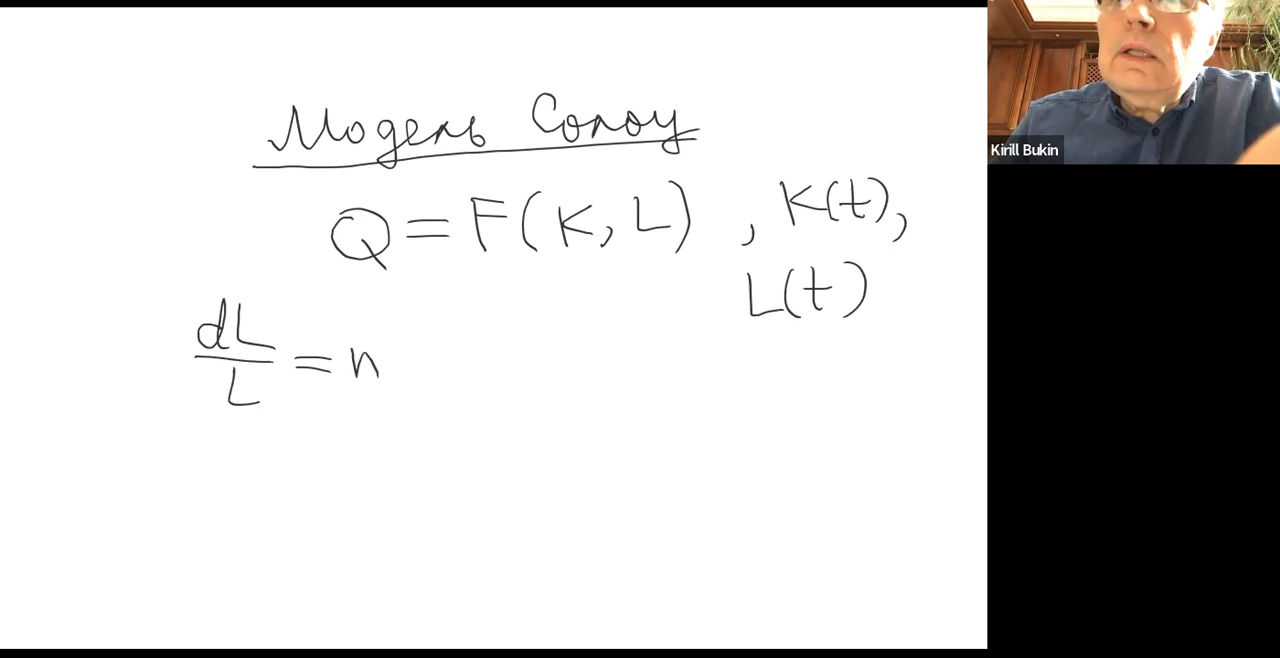 Модель Солоу
Q = F(K, L) , K(t),
L(t)
dL/L = n
Kirill Bukin